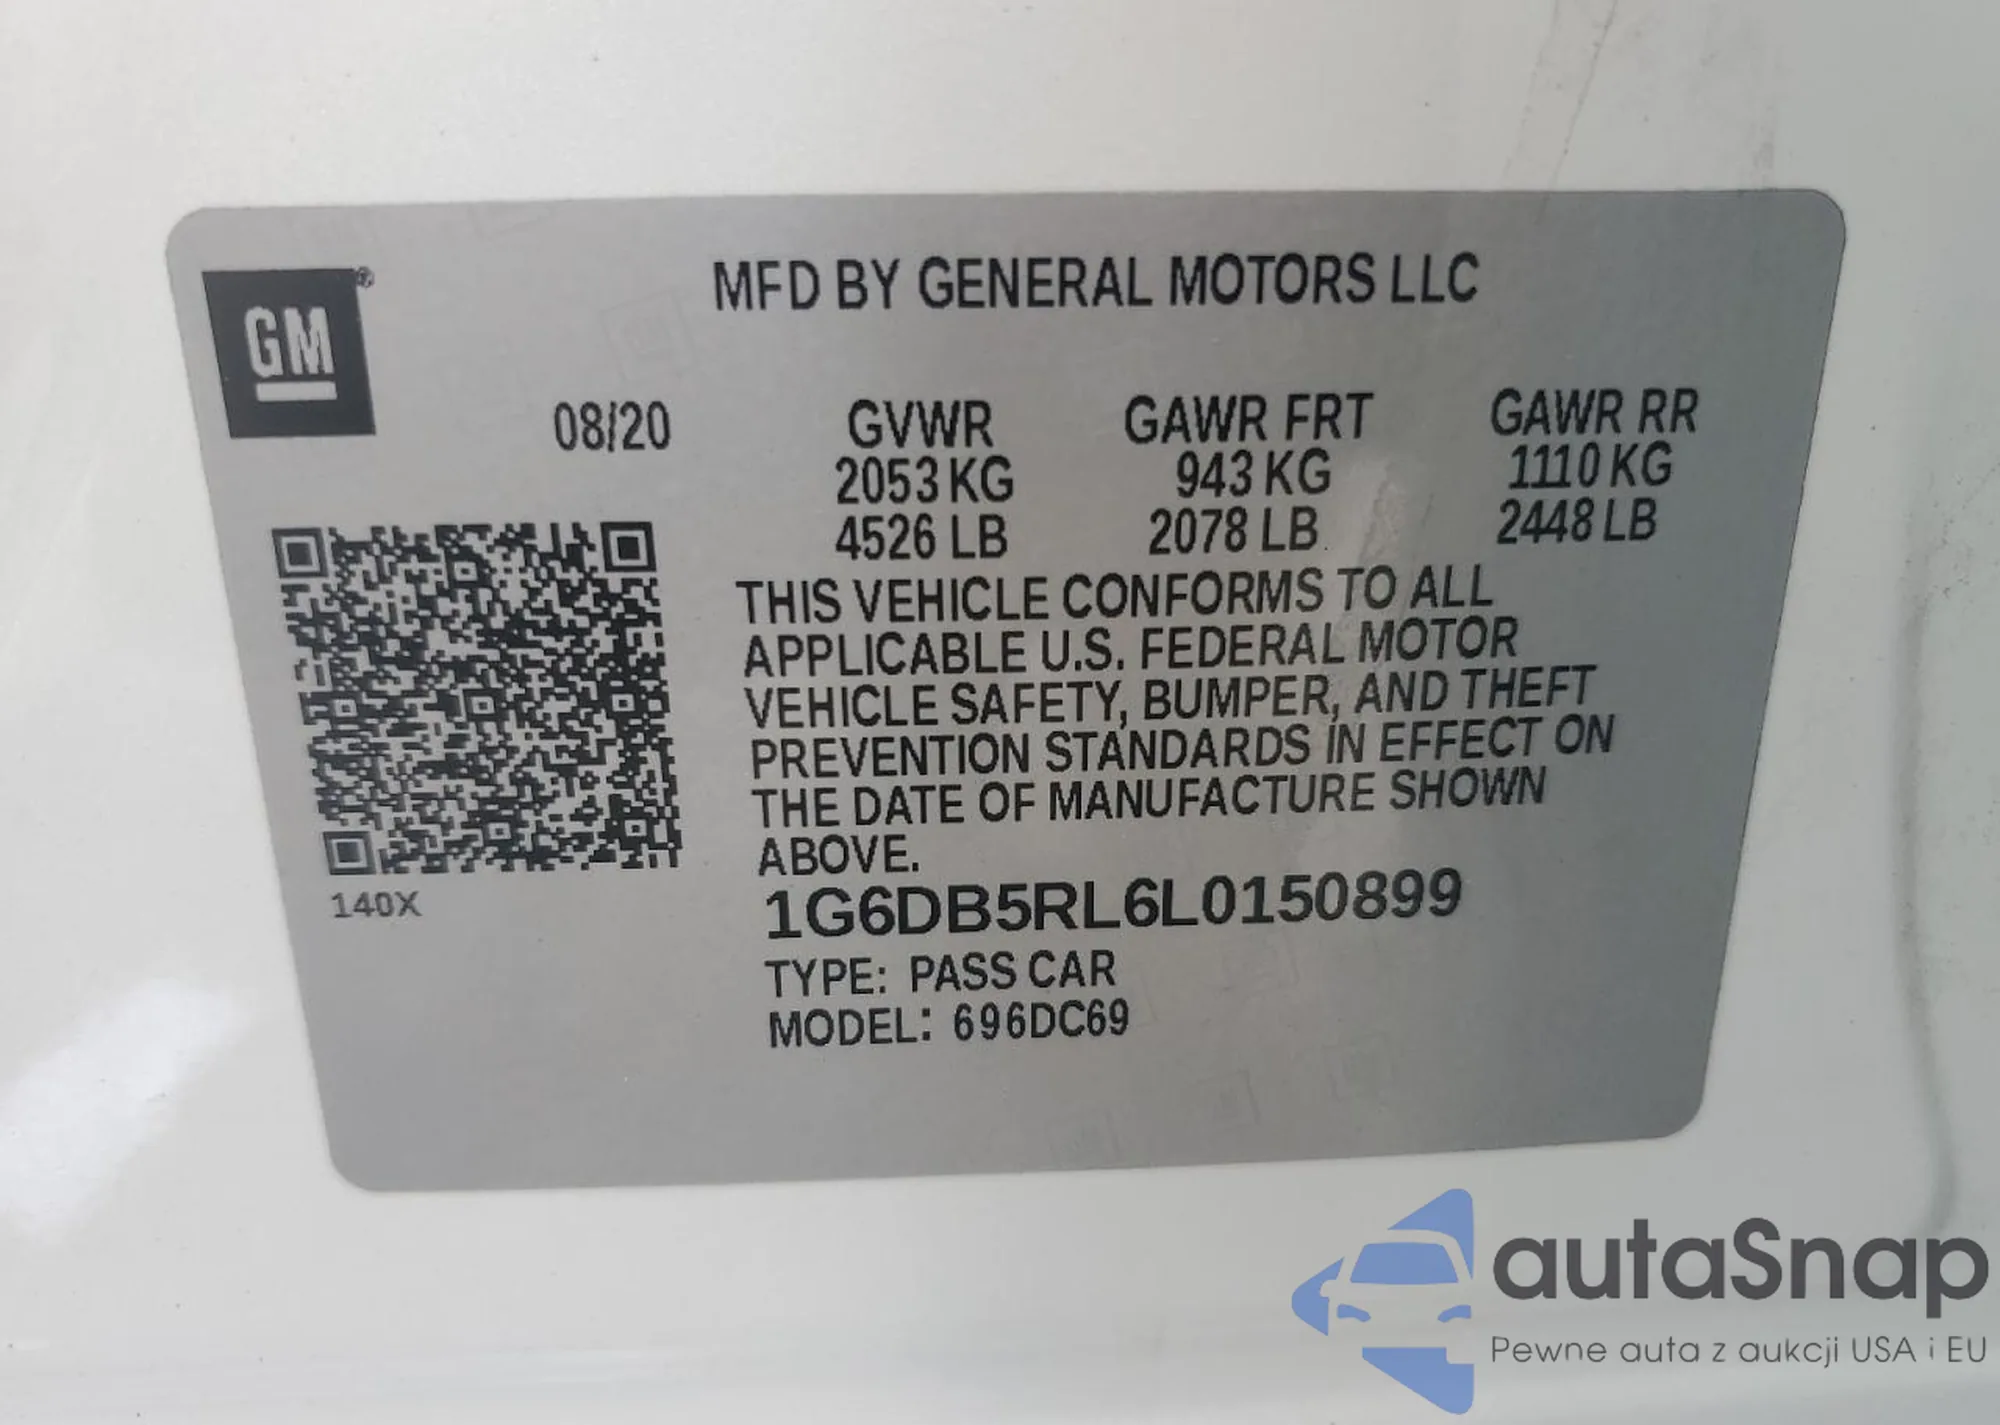 GM
®
MFD BY GENERAL MOTORS LLC
08/20
GVWR
2053 KG
4526 LB
GAWR FRT
943 KG
2078 LB
GAWR RR
1110 KG
2448 LB
THIS VEHICLE CONFORMS TO ALL
APPLICABLE U.S. FEDERAL MOTOR
VEHICLE SAFETY, BUMPER, AND THEFT
PREVENTION STANDARDS IN EFFECT ON
THE DATE OF MANUFACTURE SHOWN
ABOVE.
1G6DB5RL6L0150899
TYPE: PASS CAR
MODEL: 696DC69
140X
autaSnap
Pewne auta z aukcji USA i EU